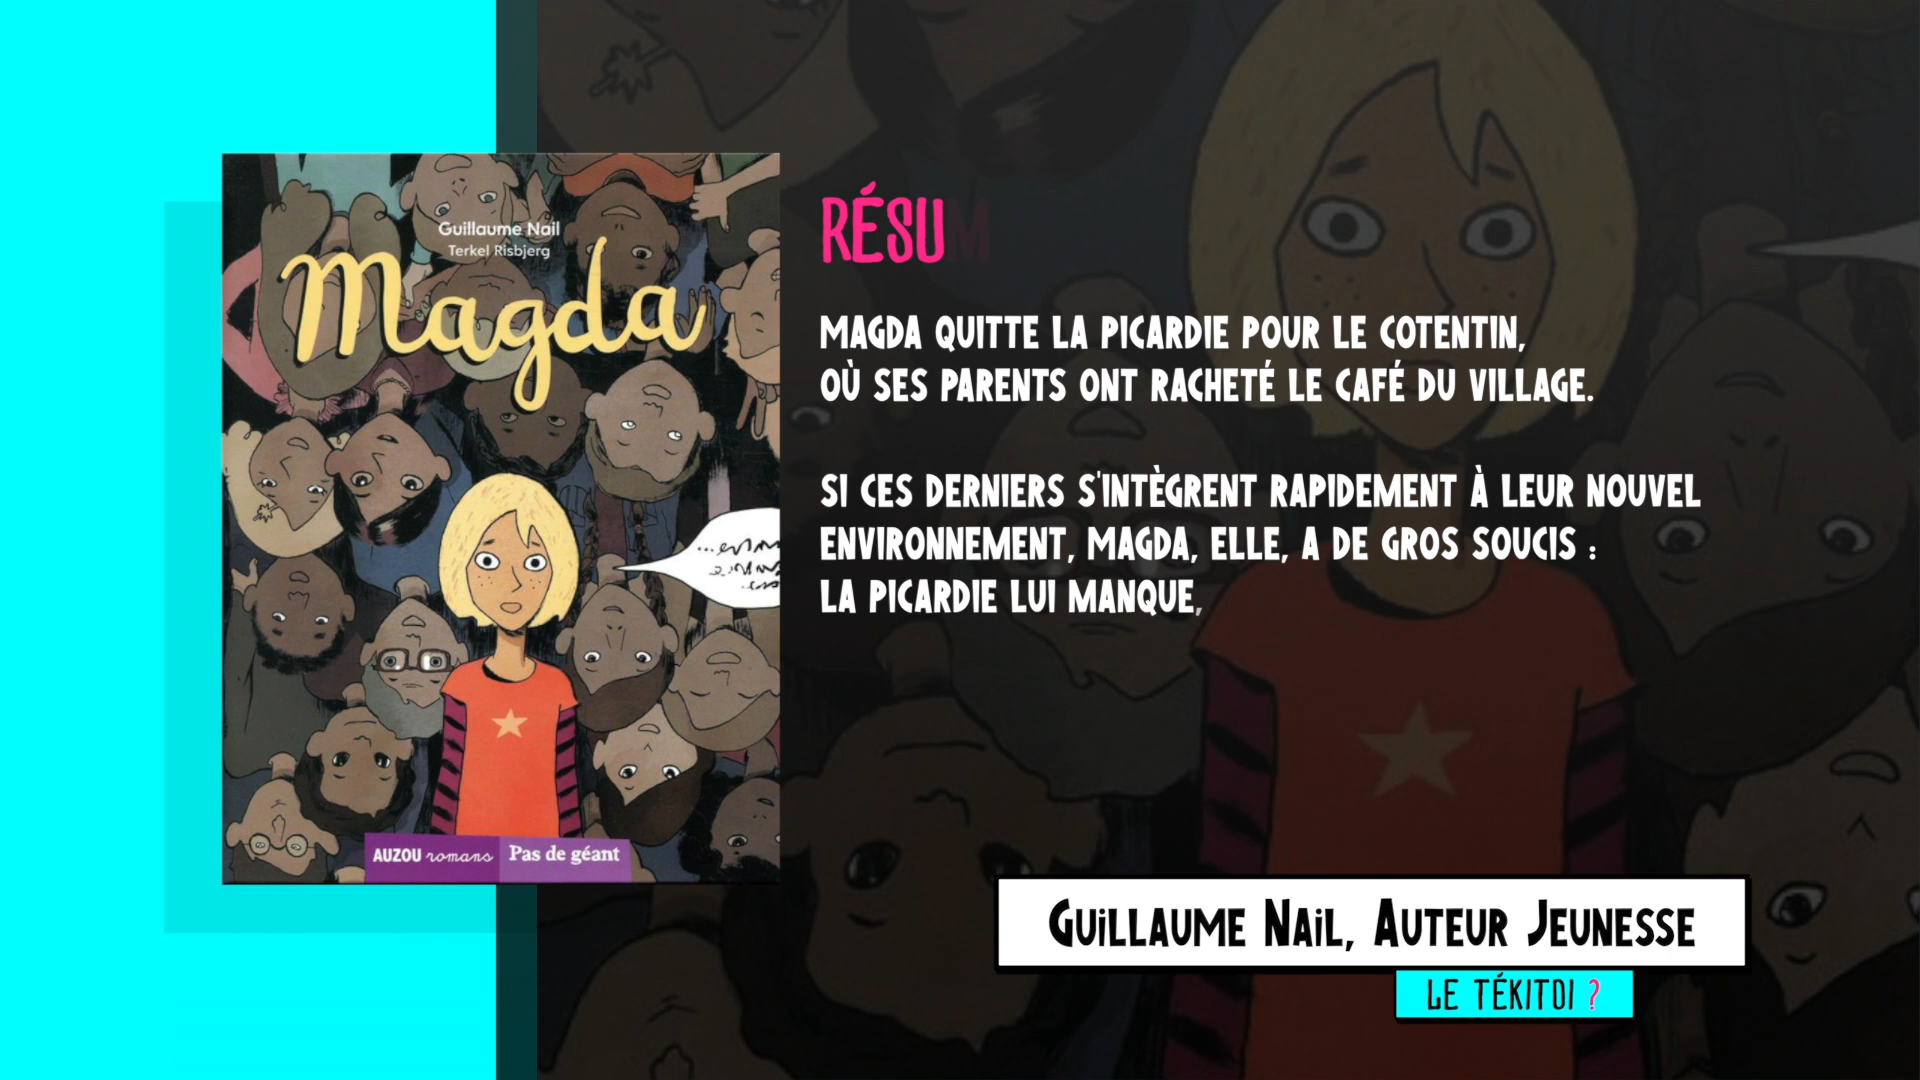 Guillaume Nail
Terkel Risbjerg
Magda
AUZOU romans Pas de géant
RÉSUM
MAGDA QUITTE LA PICARDIE POUR LE COTENTIN,
OÙ SES PARENTS ONT RACHETÉ LE CAFÉ DU VILLAGE.
SI CES DERNIERS S'INTÈGRENT RAPIDEMENT À LEUR NOUVEL
ENVIRONNEMENT, MAGDA, ELLE, A DE GROS SOUCIS :
LA PICARDIE LUI MANQUE,
GUiLLAUME NAiL, AUTEUR JEUNESSE
LE TÉKITOI ?